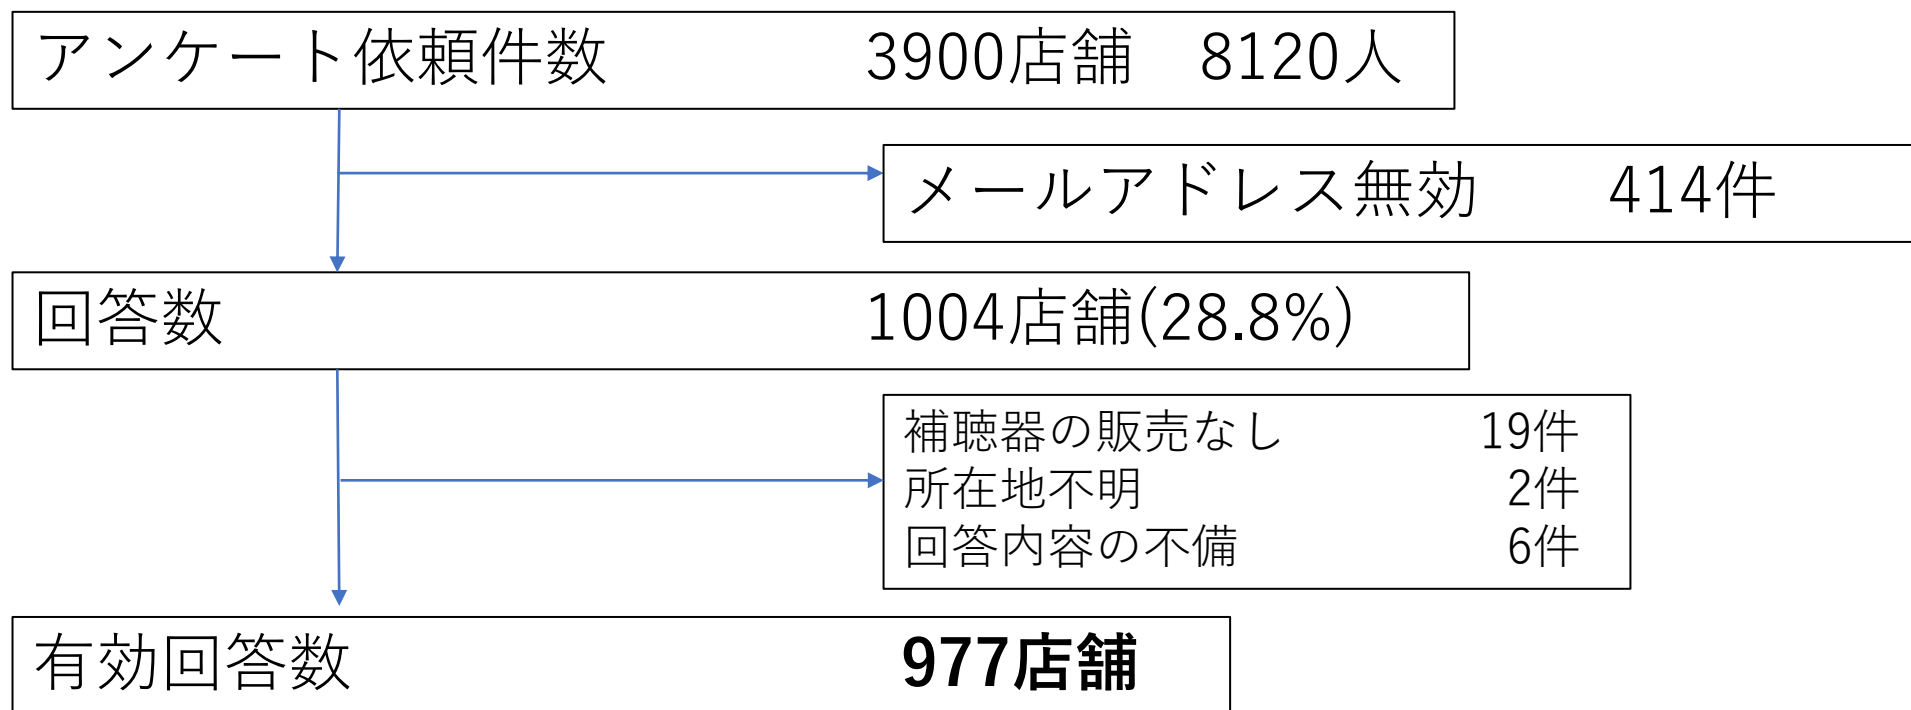 アンケート依頼件数 3900店舗 8120人
メールアドレス無効 414件
回答数 1004店舗(28.8%)
補聴器の販売なし 19件
所在地不明 2件
回答内容の不備 6件
有効回答数 977店舗